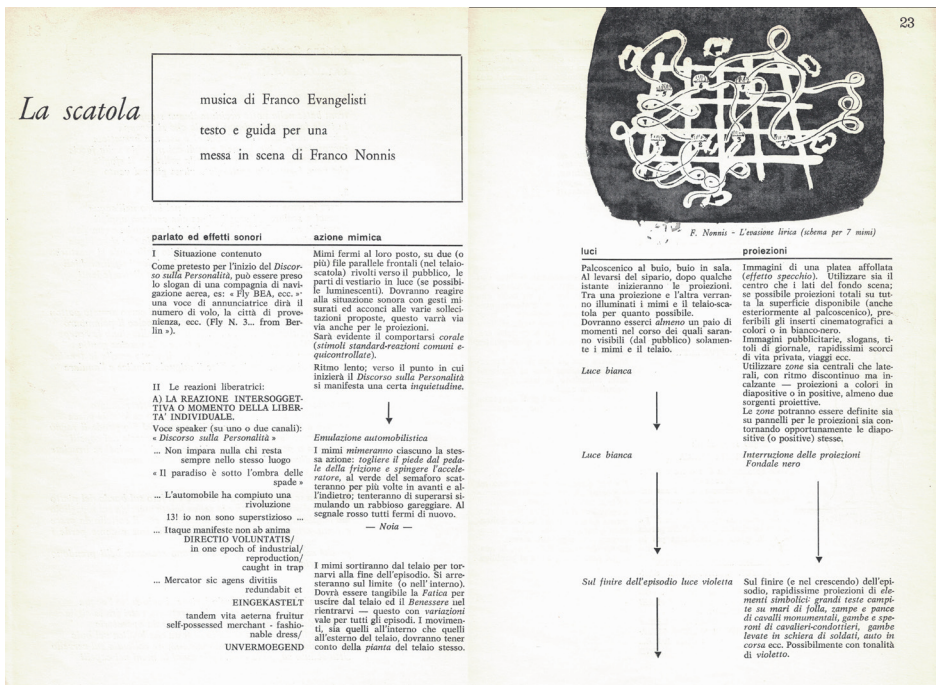 La scatola
musica di Franco Evangelisti
testo e guida per una
messa in scena di Franco Nonnis
parlato ed effetti sonori
I Situazione contenuto
Come pretesto per l'inizio del Discor-
so sulla Personalità, può essere preso
lo slogan di una compagnia di navi-
gazione aerea, es: « Fly BEA, ecc. »·
una voce di annunciatrice dirà il
numero di volo, la città di prove-
nienza, ecc. (Fly N. 3... from Ber-
lin »).
II Le reazioni liberatrici:
A) LA REAZIONE INTERSOGGET-
TIVA O MOMENTO DELLA LIBER-
TA' INDIVIDUALE.
Voce speaker (su uno o due canali):
« Discorso sulla Personalità »
... Non impara nulla chi resta
sempre nello stesso luogo
« Il paradiso è sotto l'ombra delle
spade »
... L'automobile ha compiuto una
rivoluzione
13! io non sono superstizioso ...
... Itaque manifeste non ab anima
DIRECTIO VOLUNTATIS/
in one epoch of industrial/
reproduction/
caught in trap
... Mercator sic agens divitiis
redundabit et
EINGEKASTELT
tandem vita aeterna fruitur
self-possessed merchant - fashio-
nable dress/
UNVERMOEGEND
azione mimica
Mimi fermi al loro posto, su due (o
più) file parallele frontali (nel telaio-
scatola) rivolti verso il pubblico, le
parti di vestiario in luce (se possibi-
le luminescenti). Dovranno reagire
alla situazione sonora con gesti mi-
surati ed acconci alle varie solleci-
tazioni proposte, questo varrà via
via anche per le proiezioni.
Sarà evidente il comportarsi corale
(stimoli standard-reazioni comuni e-
quicontrollate).
Ritmo lento; verso il punto in cui
inizierà il Discorso sulla Personalità
si manifesta una certa inquietudine.
Emulazione automobilistica
I mimi mimeranno ciascuno la stes-
sa azione: togliere il piede dal peda-
le della frizione e spingere l'accele-
ratore, al verde del semaforo scat-
teranno per più volte in avanti e al-
l'indietro; tenteranno di superarsi si-
mulando un rabbioso gareggiare. Al
segnale rosso tutti fermi di nuovo.
— Noia —
I mimi sortiranno dal telaio per tor-
narvi alla fine dell'episodio. Si arre-
steranno sul limite (o nell'interno).
Dovrà essere tangibile la Fatica per
uscire dal telaio ed il Benessere nel
rientrarvi — questo con variazioni
vale per tutti gli episodi. I movimen-
ti, sia quelli all'interno che quelli
all'esterno del telaio, dovranno tener
conto della pianta del telaio stesso.
23
F. Nonnis - L'evasione lirica (schema per 7 mimi)
luci
Palcoscenico al buio, buio in sala.
Al levarsi del sipario, dopo qualche
istante inizieranno le proiezioni.
Tra una proiezione e l'altra verran-
no illuminati i mimi e il telaio-sca-
tola per quanto possibile.
Dovranno esserci almeno un paio di
momenti nel corso dei quali saran-
no visibili (dal pubblico) solamen-
te i mimi e il telaio.
Luce bianca
Luce bianca
Sul finire dell'episodio luce violetta
proiezioni
Immagini di una platea affollata
(effetto specchio). Utilizzare sia il
centro che i lati del fondo scena;
se possibile proiezioni totali su tut-
ta la superficie disponibile (anche
esteriormente al palcoscenico), pre-
feribili gli inserti cinematografici a
colori o in bianco-nero.
Immagini pubblicitarie, slogans, ti-
toli di giornale, rapidissimi scorci
di vita privata, viaggi ecc.
Utilizzare zone sia centrali che late-
rali, con ritmo discontinuo ma in-
calzante — proiezioni a colori in
diapositive o in positive, almeno due
sorgenti proiettive.
Le zone potranno essere definite sia
su pannelli per le proiezioni sia con-
tornando opportunamente le diapo-
sitive (o positive) stesse.
Interruzione delle proiezioni
Fondale nero
Sul finire (e nel crescendo) dell'epi-
sodio, rapidissime proiezioni di ele-
menti simbolici: grandi teste campi-
te su mari di folla, zampe e pance
di cavalli monumentali, gambe e spe-
roni di cavalieri-condottieri, gambe
levate in schiera di soldati, auto in
corsa ecc. Possibilmente con tonalità
di violetto.